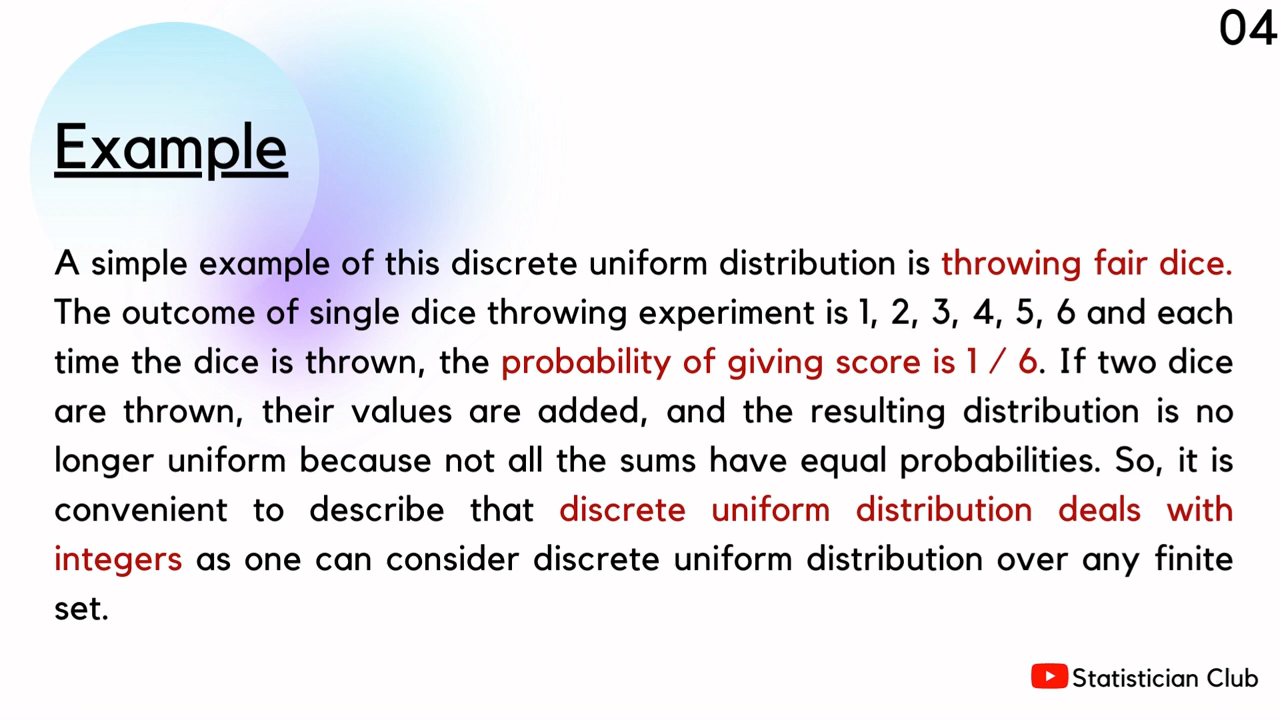 04
Example
A simple example of this discrete uniform distribution is throwing fair dice.
The outcome of single dice throwing experiment is 1, 2, 3, 4, 5, 6 and each
time the dice is thrown, the probability of giving score is 1 / 6. If two dice
are thrown, their values are added, and the resulting distribution is no
longer uniform because not all the sums have equal probabilities. So, it is
convenient to describe that discrete uniform distribution deals with
integers as one can consider discrete uniform distribution over any finite
set.
Statistician Club